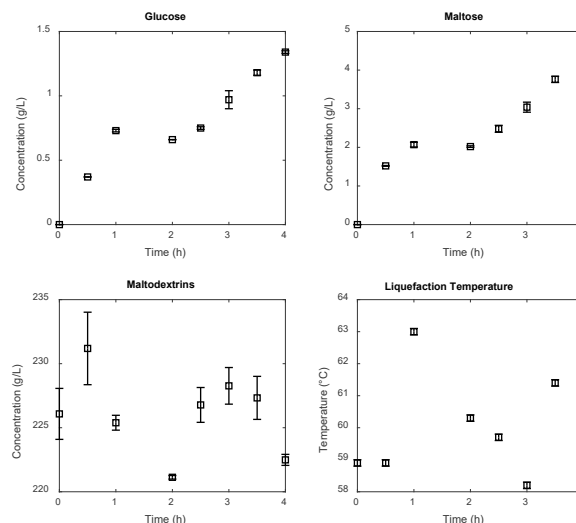 Glucose
1.5
1
0.5
0
Concentration (g/L)
0 1 2 3 4
Time (h)
Maltose
5
4
3
2
1
0
Concentration (g/L)
0 1 2 3
Time (h)
Maltodextrins
235
230
225
220
Concentration (g/L)
0 1 2 3 4
Time (h)
Liquefaction Temperature
64
63
62
61
60
59
58
Temperature (°C)
0 1 2 3
Time (h)